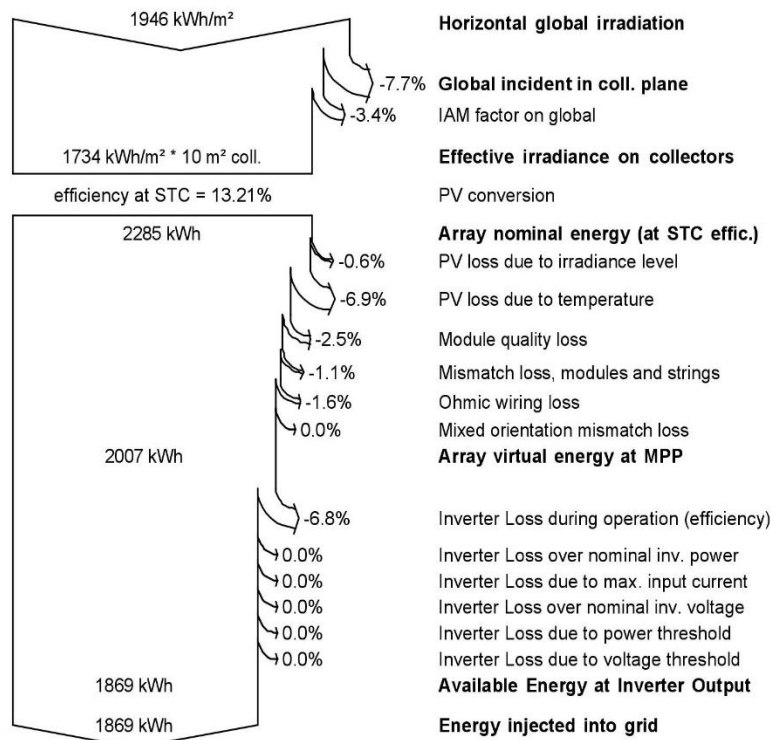 1946 kWh/m² Horizontal global irradiation
-7.7% Global incident in coll. plane
-3.4% IAM factor on global
1734 kWh/m² * 10 m² coll. Effective irradiance on collectors
efficiency at STC = 13.21% PV conversion
2285 kWh Array nominal energy (at STC effic.)
-0.6% PV loss due to irradiance level
-6.9% PV loss due to temperature
-2.5% Module quality loss
-1.1% Mismatch loss, modules and strings
-1.6% Ohmic wiring loss
0.0% Mixed orientation mismatch loss
2007 kWh Array virtual energy at MPP
-6.8% Inverter Loss during operation (efficiency)
0.0% Inverter Loss over nominal inv. power
0.0% Inverter Loss due to max. input current
0.0% Inverter Loss over nominal inv. voltage
0.0% Inverter Loss due to power threshold
0.0% Inverter Loss due to voltage threshold
1869 kWh Available Energy at Inverter Output
1869 kWh Energy injected into grid